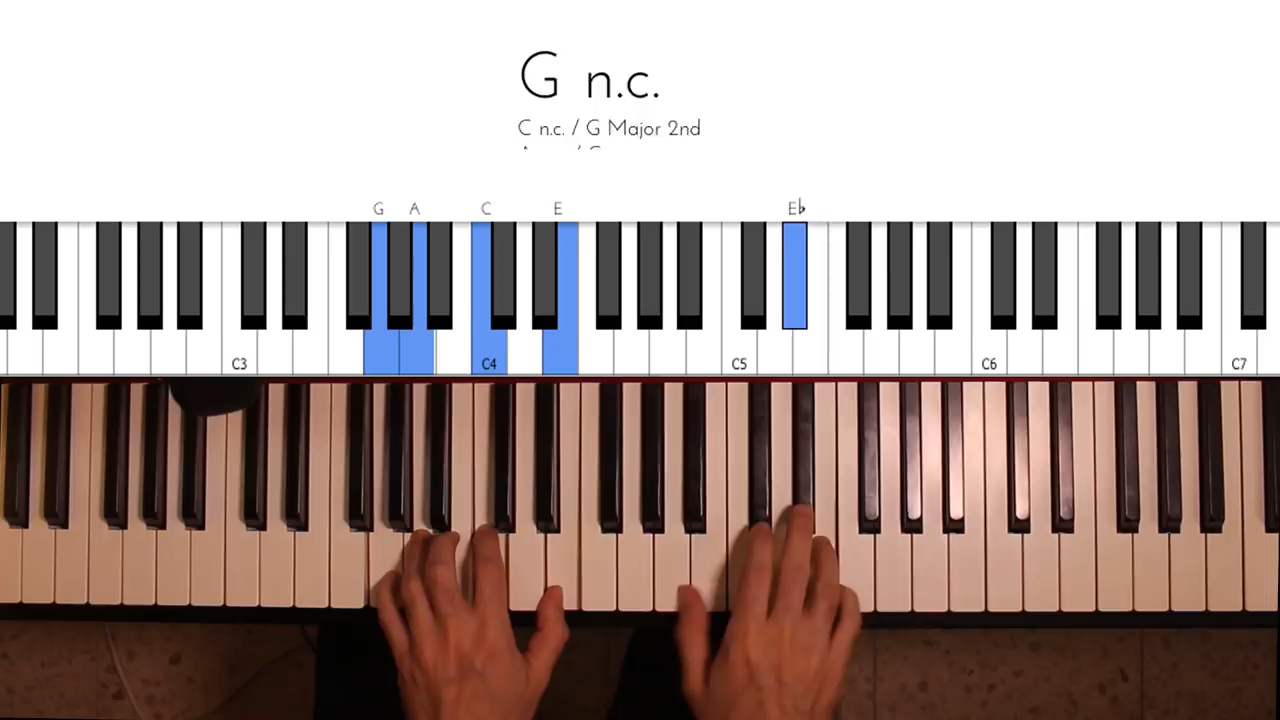 G n.c.
C n.c. / G Major 2nd
G A C E E♭
C3 C4 C5 C6 C7